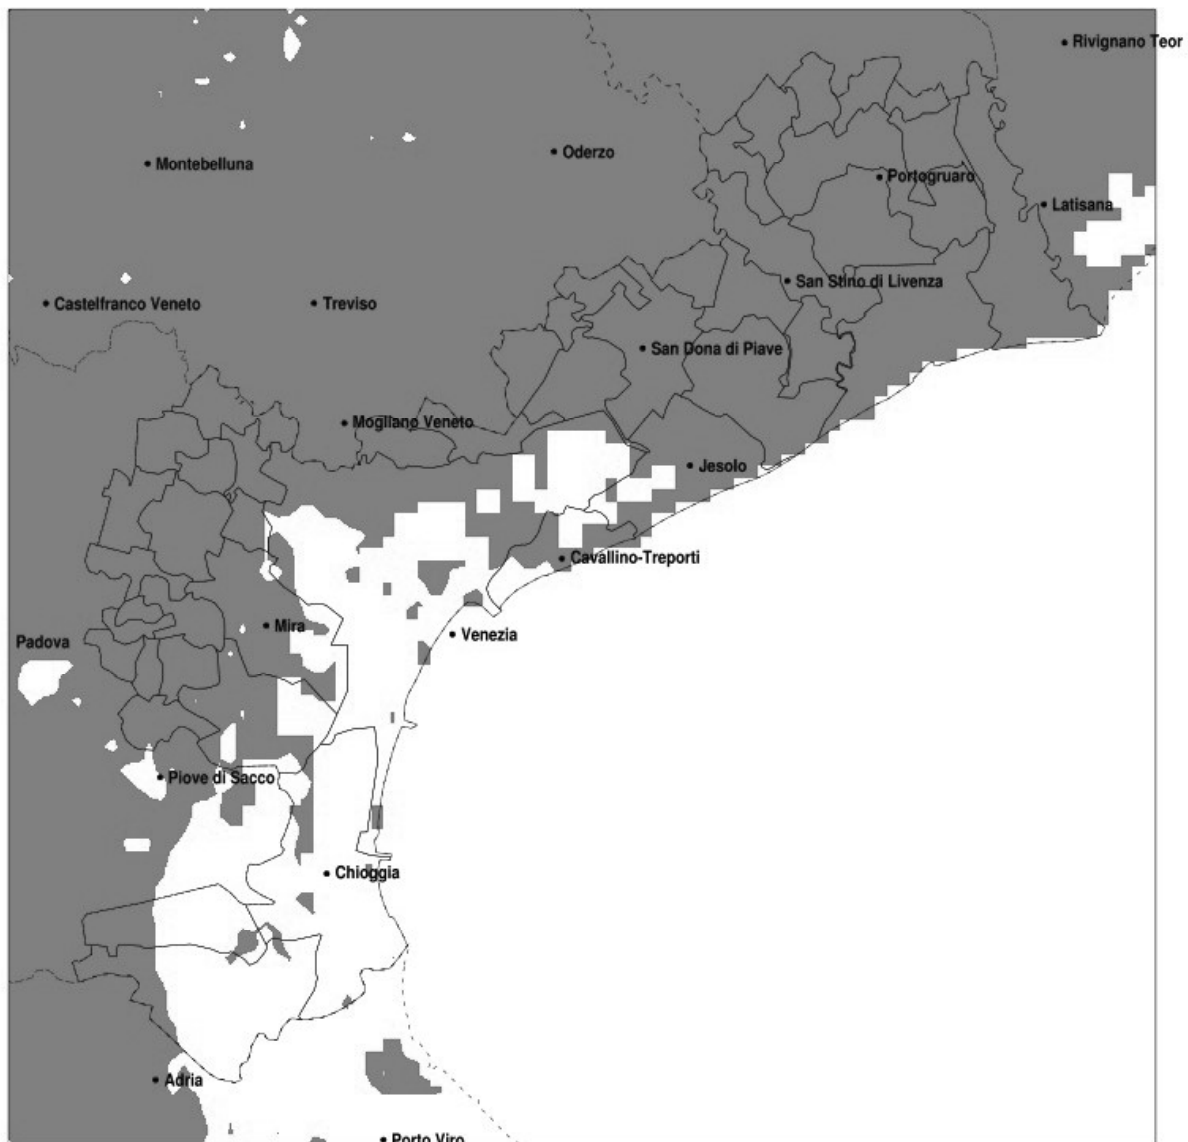 Rivignano Teor
Oderzo
Montebelluna
Portogruaro
Latisana
San Stino di Livenza
Castelfranco Veneto
Treviso
San Dona di Piave
Mogliano Veneto
Jesolo
Cavallino-Treporti
Mira
Venezia
Padova
Piove di Sacco
Chioggia
Adria
Porto Viro